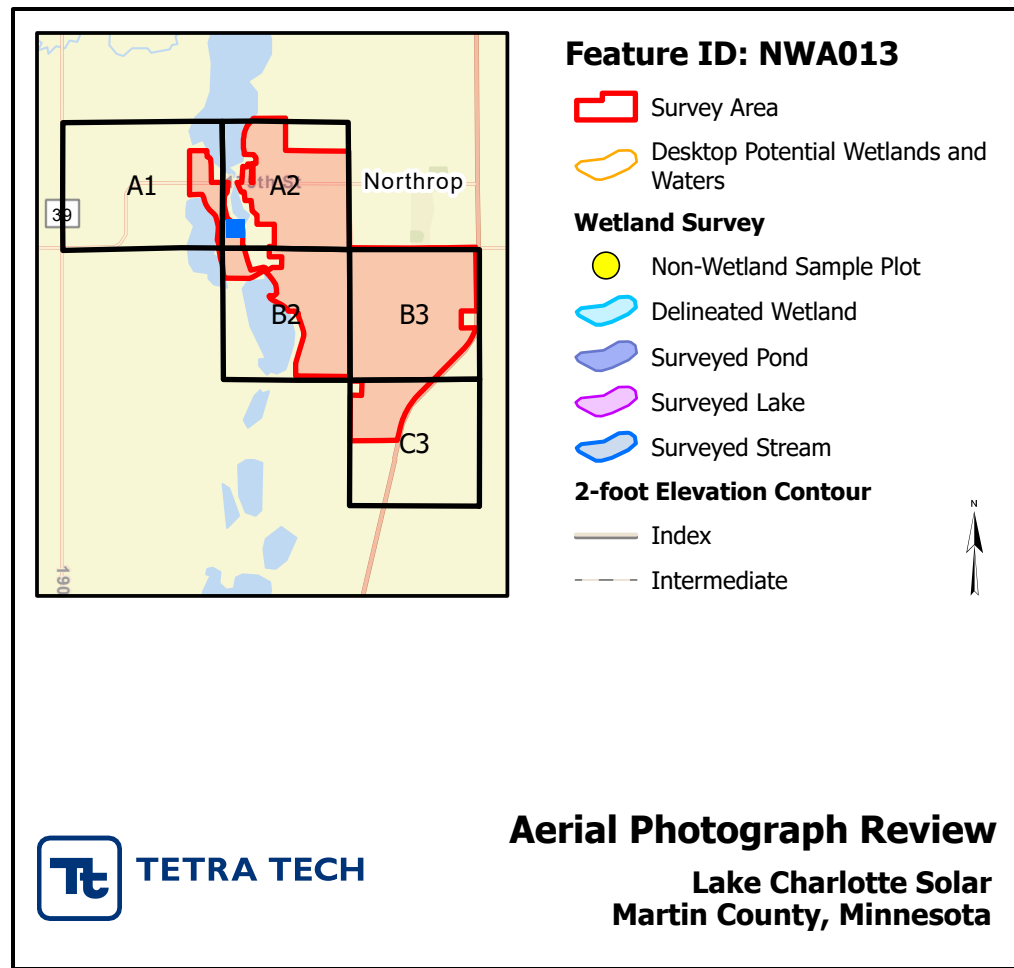 Feature ID: NWA013
Survey Area
Desktop Potential Wetlands and
Waters
Wetland Survey
Non-Wetland Sample Plot
Delineated Wetland
Surveyed Pond
Surveyed Lake
Surveyed Stream
2-foot Elevation Contour
Index
Intermediate
N
A1
A2
Northrop
39
B2
B3
C3
190
Tt TETRA TECH
Aerial Photograph Review
Lake Charlotte Solar
Martin County, Minnesota